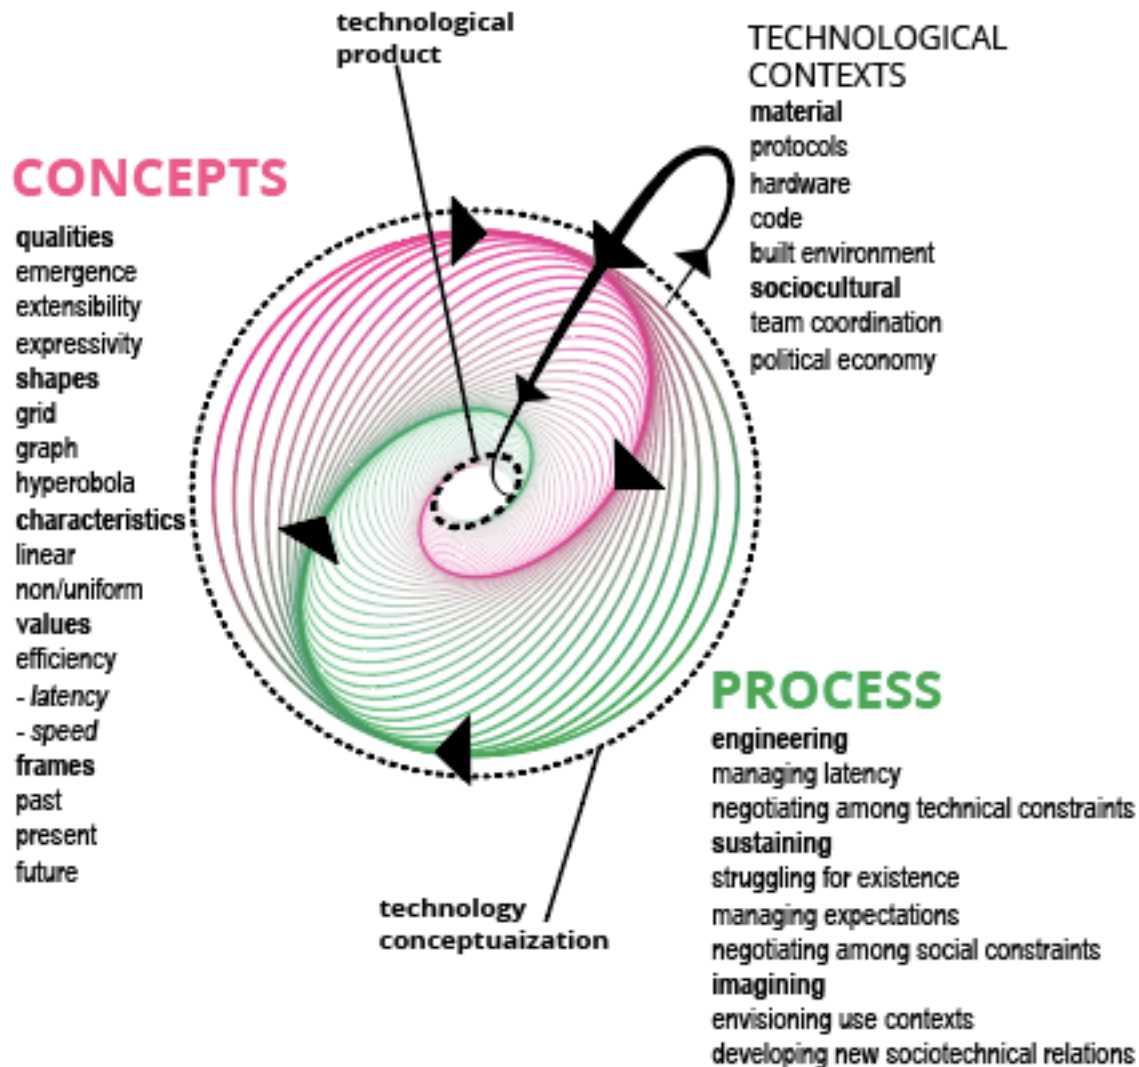 technological
product
TECHNOLOGICAL
CONTEXTS
material
protocols
hardware
code
built environment
sociocultural
team coordination
political economy
CONCEPTS
qualities
emergence
extensibility
expressivity
shapes
grid
graph
hyperobola
characteristics
linear
non/uniform
values
efficiency
- latency
- speed
frames
past
present
future
PROCESS
engineering
managing latency
negotiating among technical constraints
sustaining
struggling for existence
managing expectations
negotiating among social constraints
imagining
envisioning use contexts
developing new sociotechnical relations
technology
conceptuaization